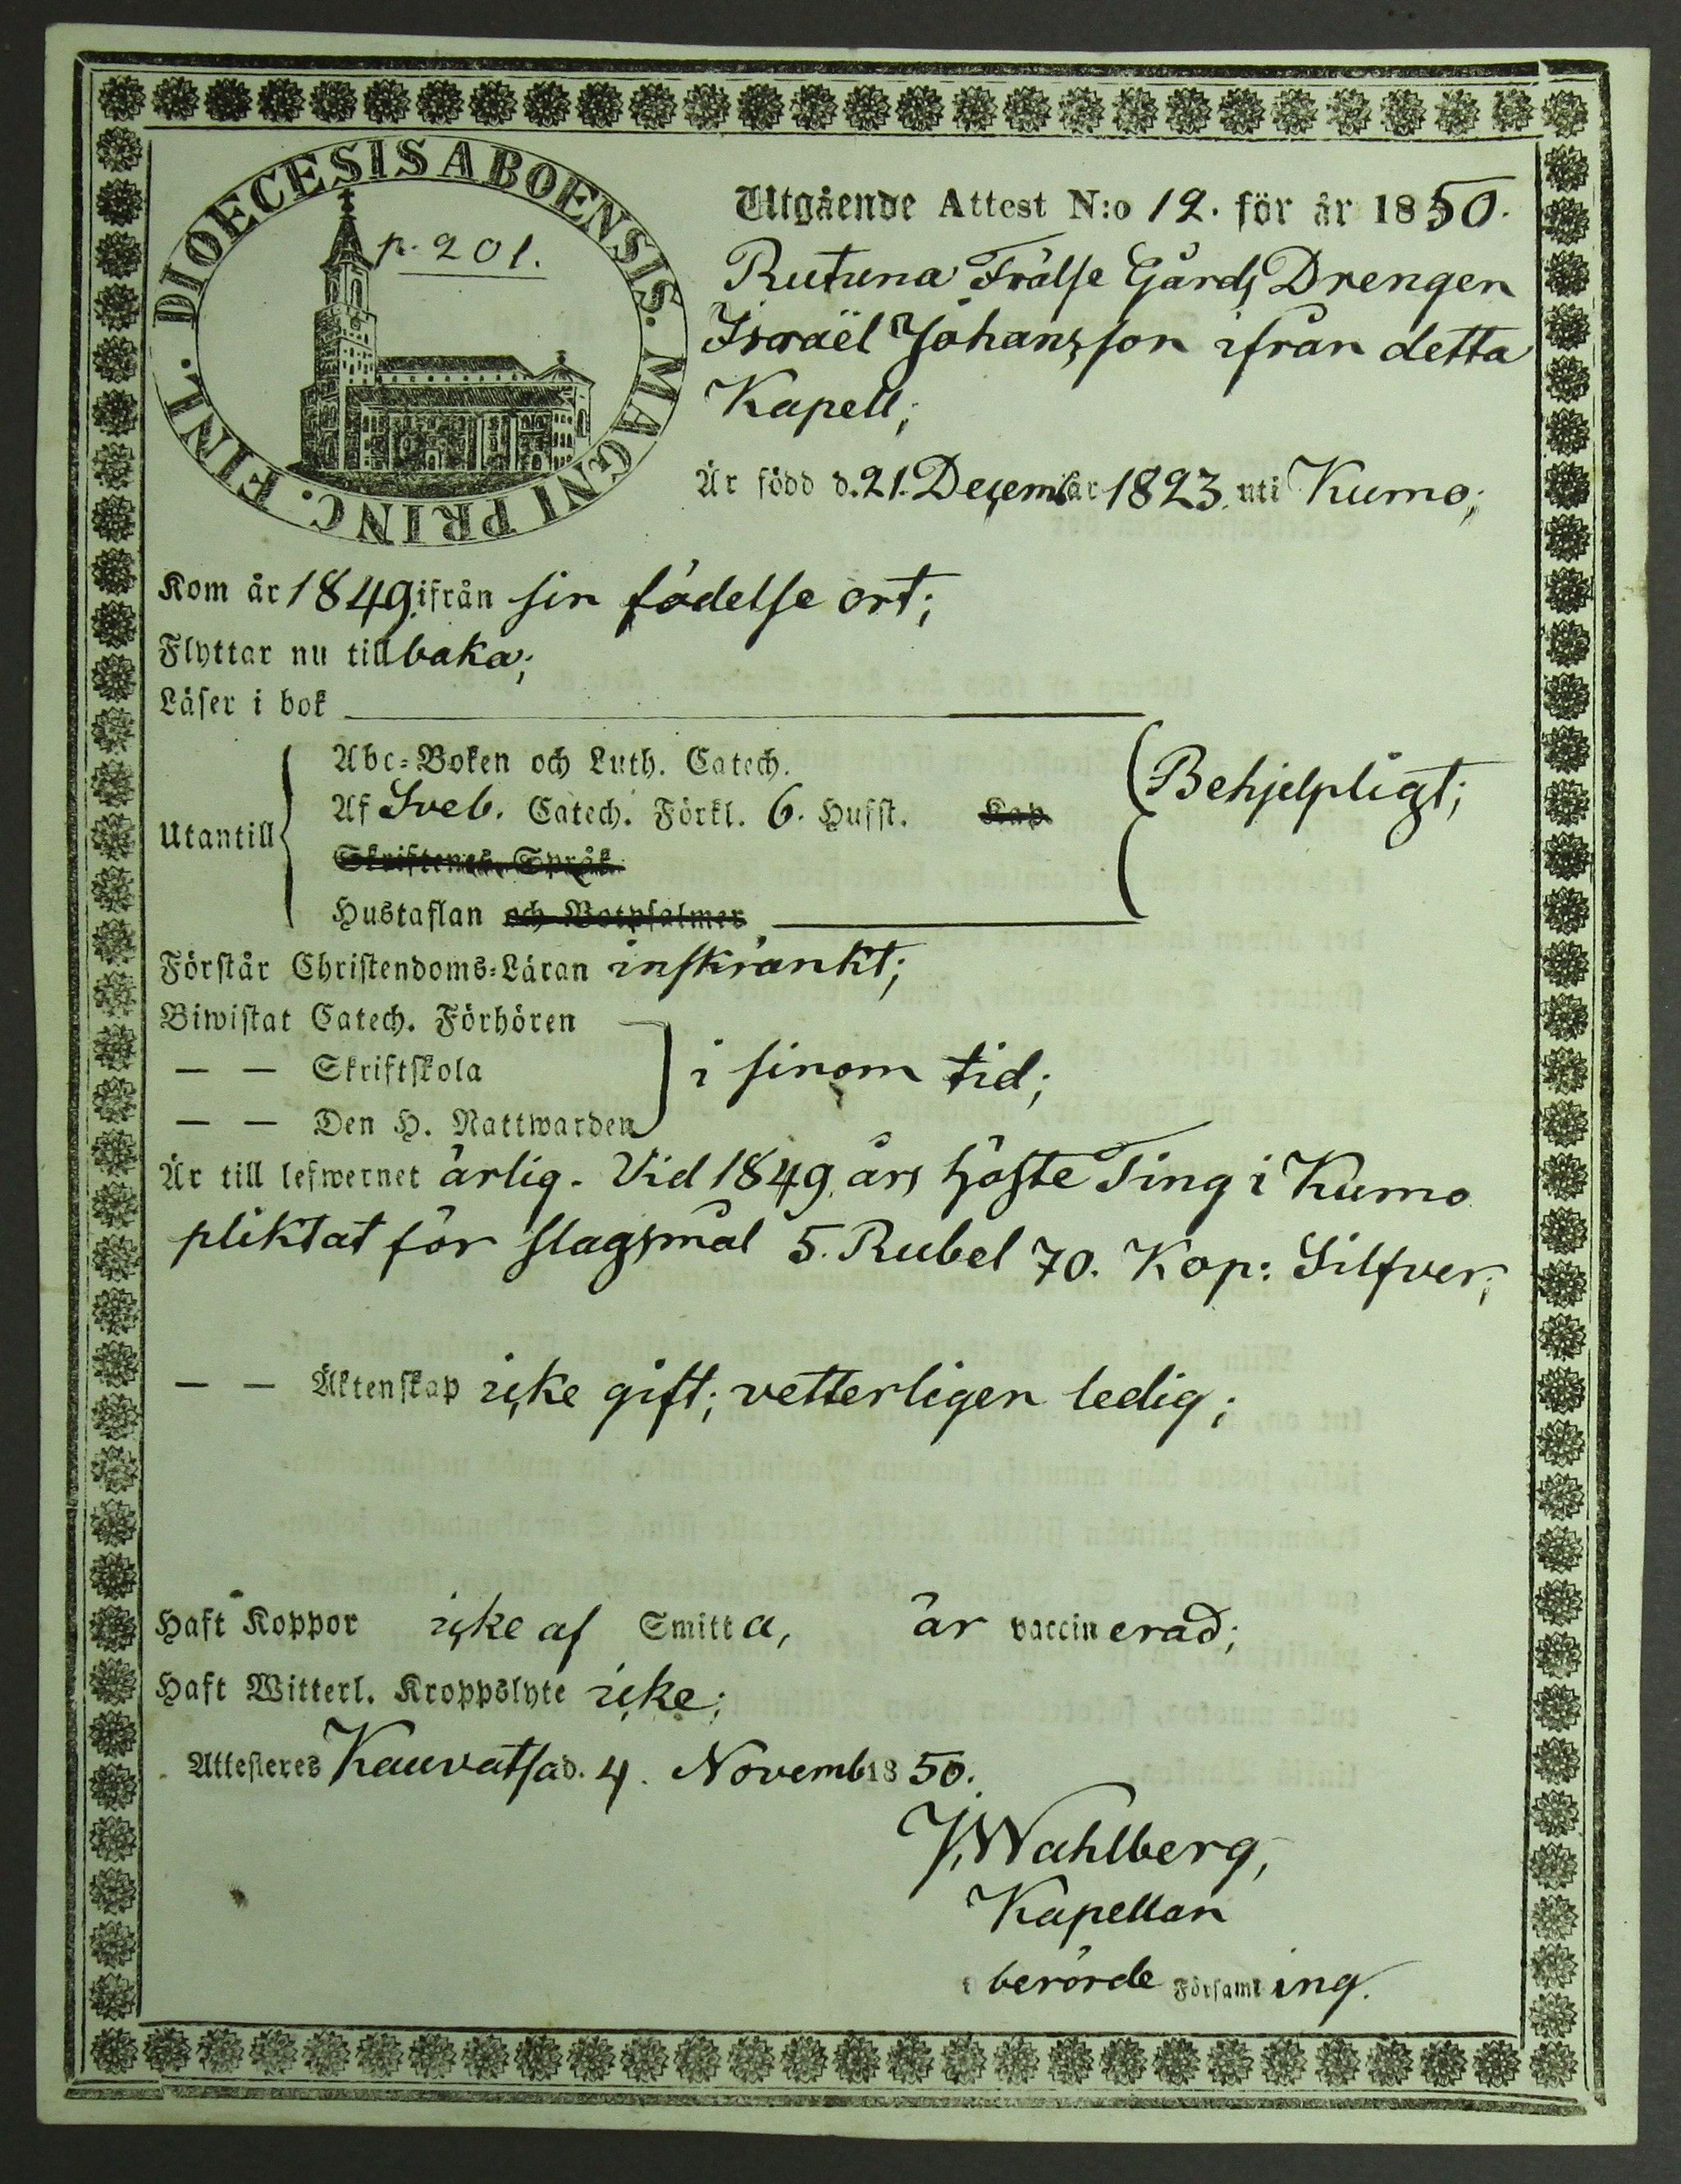 DIOECESIS ABOENSIS. MAGNI PRINC. FINL.
p. 201.
Utgående Attest N:o 12. för år 1850.
Rutuna Frälse Gårds Drengen
Israël Johansson ifrån detta
Kapell;
Är född d. 21. Decemb år 1823. uti Kumo;
Kom år 1849. ifrån sin födelse ort;
Flyttar nu tillbaka;
Läser i bok
Utantill
Abc-Boken och Luth. Catech.
Af Sveb. Catech. Förkl. 6. Hufst. Kap.
Skriftenes Språk
Hustaflan och Botpsalmer
Behjelpligt;
Förstår Christendoms-Läran inskränkt;
Biwistat Catech. Förhören
— — Skriftskola
— — Den H. Nattwarden
i sinom tid;
Är till lefwernet ärlig. Vid 1849. års höste Ting i Kumo
pliktat för slagsmål 5. Rubel 70. Kop: Silfver;
— — Äktenskap icke gift; vetterligen ledig;
Haft Koppor icke af Smitta, är vaccinerad;
Haft Witterl. Kroppslyte icke;
Attesteres Kauvatsa d. 4. Novemb 1850.
J. Wahlberg,
Kapellan
i berörde Församling.